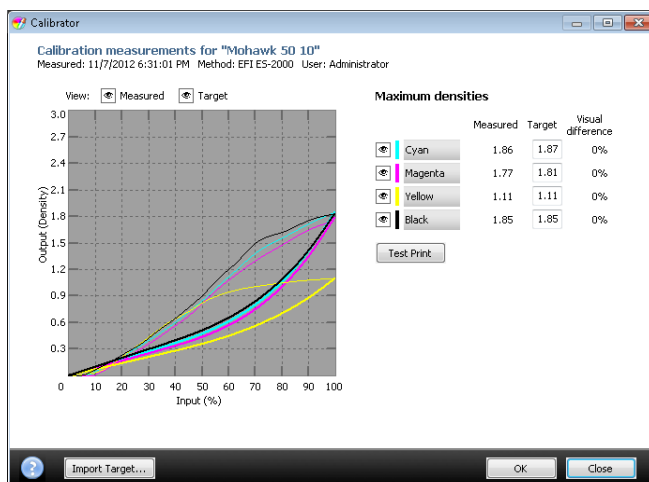 Calibrator
Calibration measurements for "Mohawk 50 10"
Measured: 11/7/2012 6:31:01 PM Method: EFI ES-2000 User: Administrator
View: Measured Target
3.0
2.7
2.4
2.1
1.8
1.5
1.2
0.9
0.6
0.3
Output (Density)
0 10 20 30 40 50 60 70 80 90 100
Input (%)
Maximum densities
Measured Target Visual difference
Cyan 1.86 1.87 0%
Magenta 1.77 1.81 0%
Yellow 1.11 1.11 0%
Black 1.85 1.85 0%
Test Print
? Import Target... OK Close